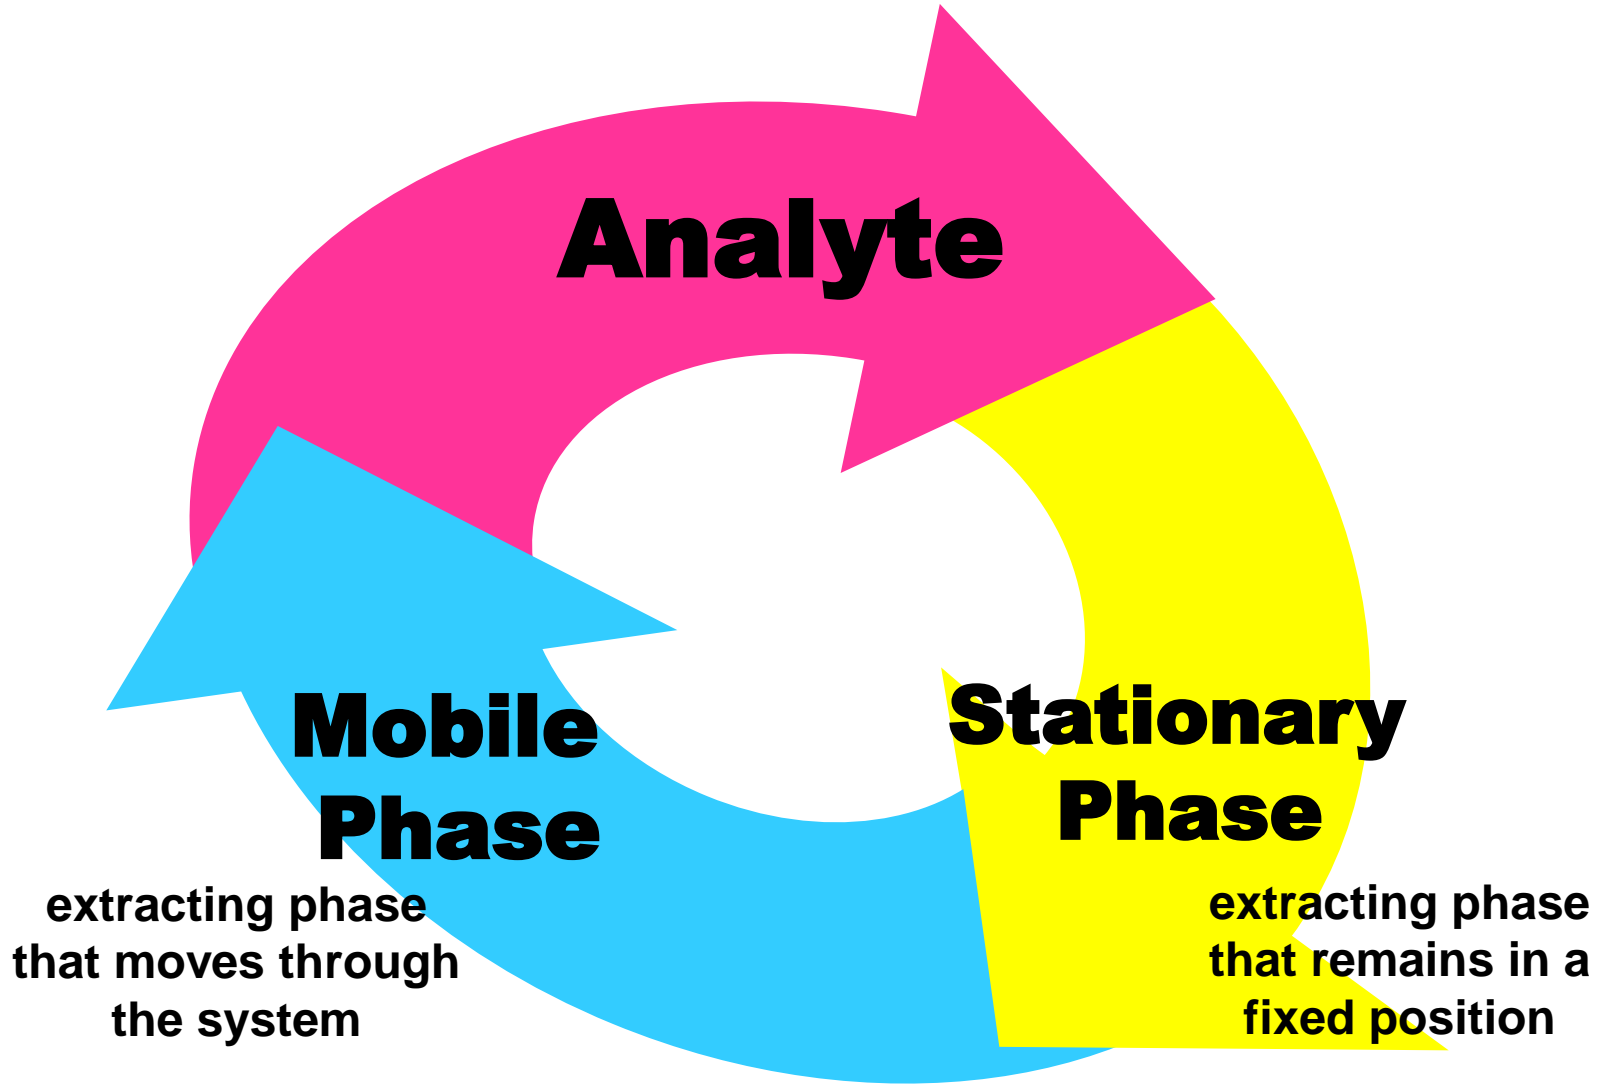 Analyte
Mobile
Phase
extracting phase
that moves through
the system
Stationary
Phase
extracting phase
that remains in a
fixed position